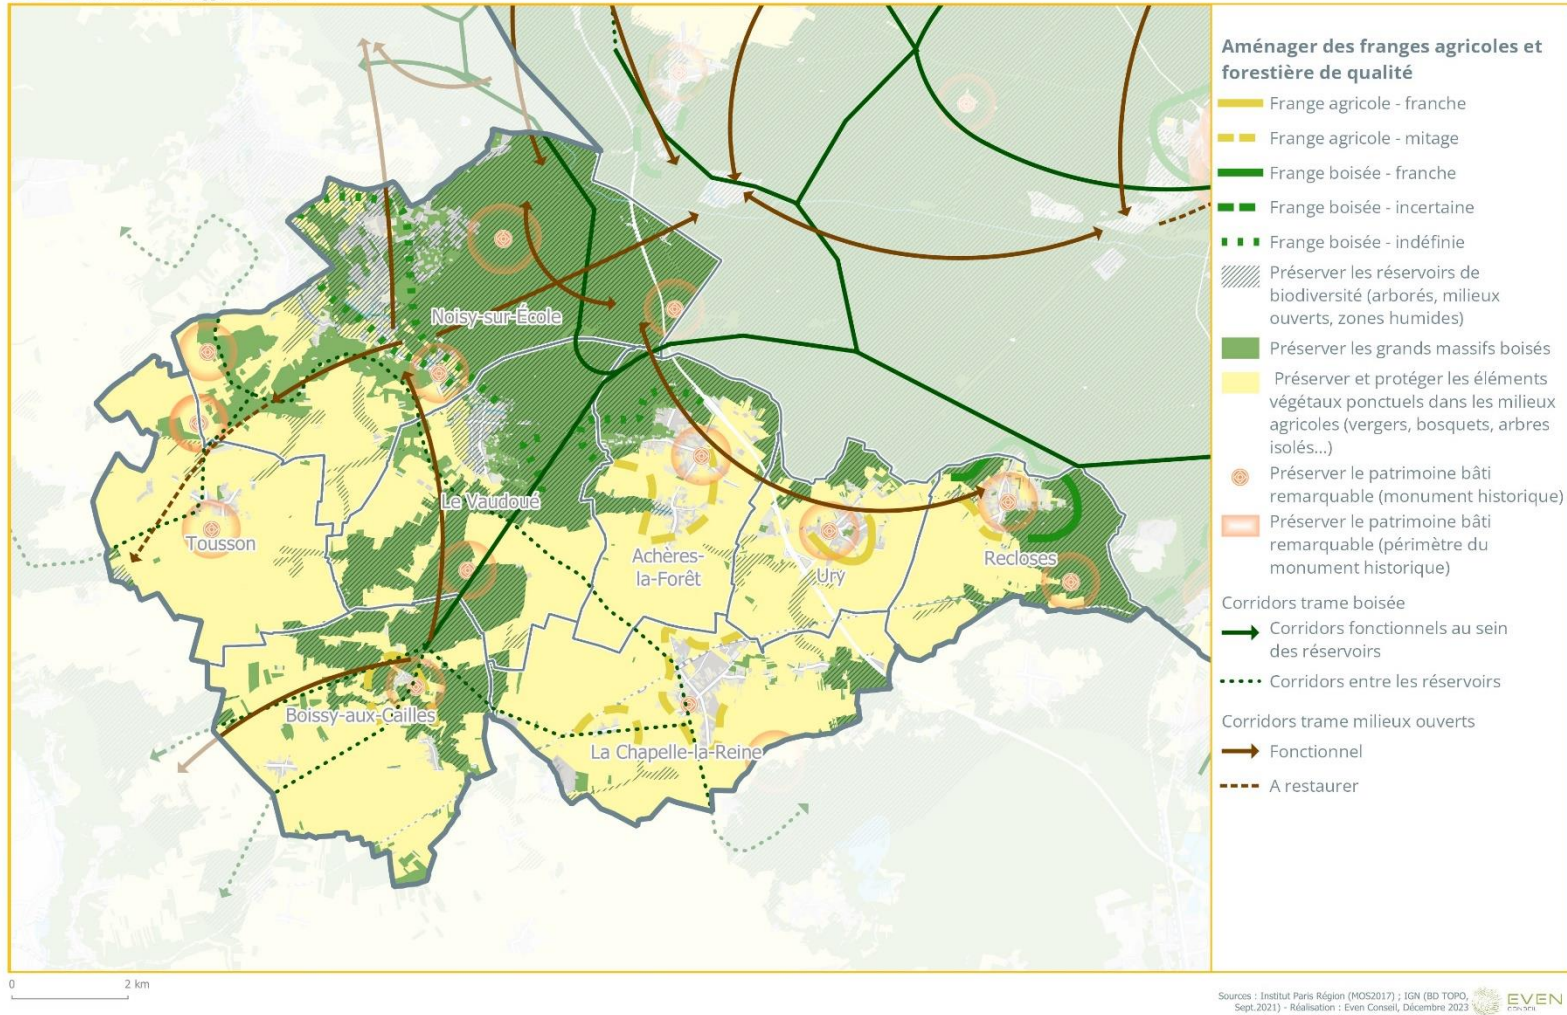 Aménager des franges agricoles et
forestière de qualité
Frange agricole - franche
Frange agricole - mitage
Frange boisée - franche
Frange boisée - incertaine
Frange boisée - indéfinie
Préserver les réservoirs de
biodiversité (arborés, milieux
ouverts, zones humides)
Préserver les grands massifs boisés
Préserver et protéger les éléments
végétaux ponctuels dans les milieux
agricoles (vergers, bosquets, arbres
isolés...)
Préserver le patrimoine bâti
remarquable (monument historique)
Préserver le patrimoine bâti
remarquable (périmètre du
monument historique)
Corridors trame boisée
Corridors fonctionnels au sein
des réservoirs
Corridors entre les réservoirs
Corridors trame milieux ouverts
Fonctionnel
A restaurer
Noisy-sur-École
Le Vaudoué
Tousson
Achères-
la-Forêt
Ury
Recloses
Boissy-aux-Cailles
La Chapelle-la-Reine
0 2 km
Sources : Institut Paris Région (MOS2017) ; IGN (BD TOPO,
Sept.2021) - Réalisation : Even Conseil, Décembre 2023
EVEN
CONSEIL